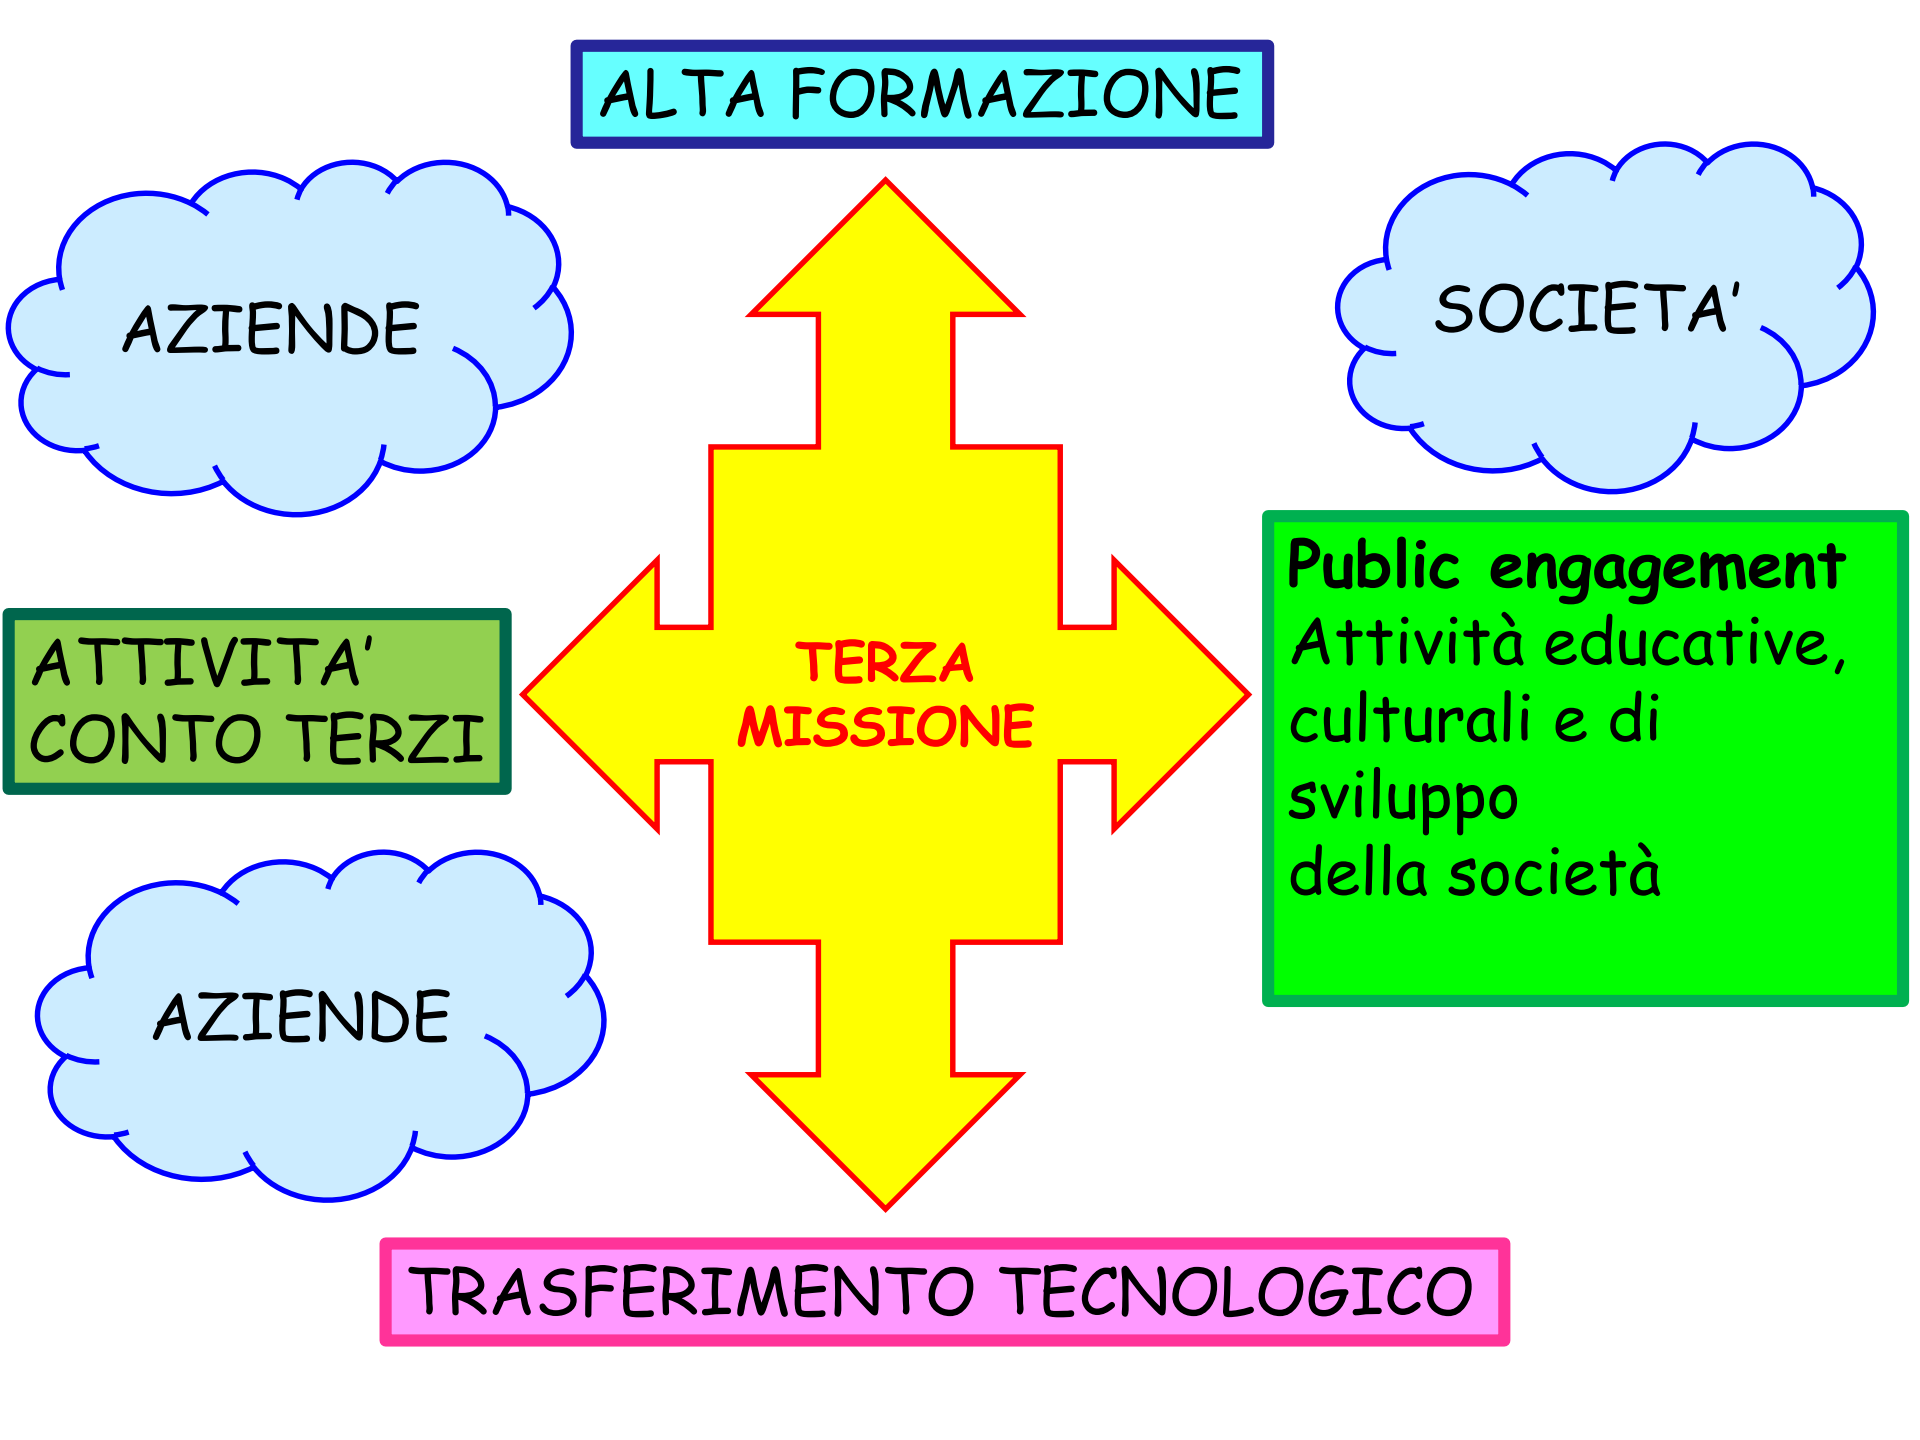 ALTA FORMAZIONE
AZIENDE
SOCIETA’
ATTIVITA’
CONTO TERZI
TERZA
MISSIONE
Public engagement
Attività educative,
culturali e di
sviluppo
della società
AZIENDE
TRASFERIMENTO TECNOLOGICO